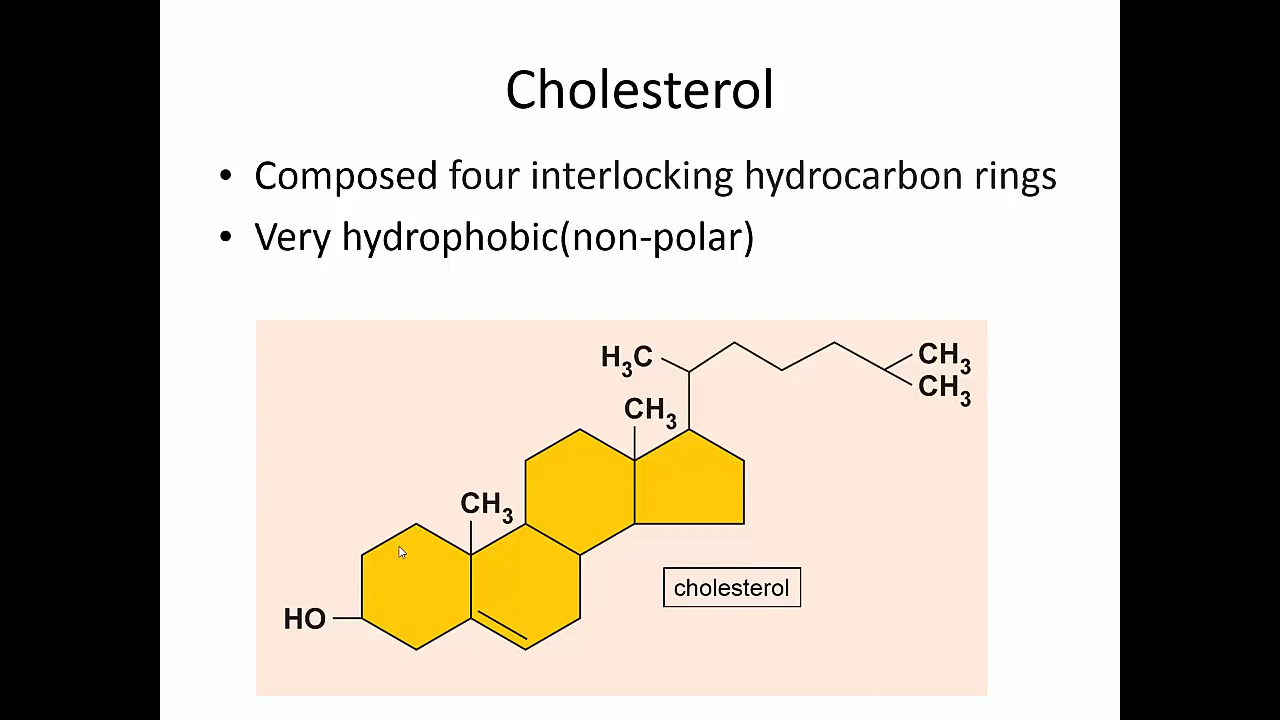 Cholesterol
• Composed four interlocking hydrocarbon rings
• Very hydrophobic(non-polar)
H₃C
CH₃
CH₃
CH₃
CH₃
cholesterol
HO